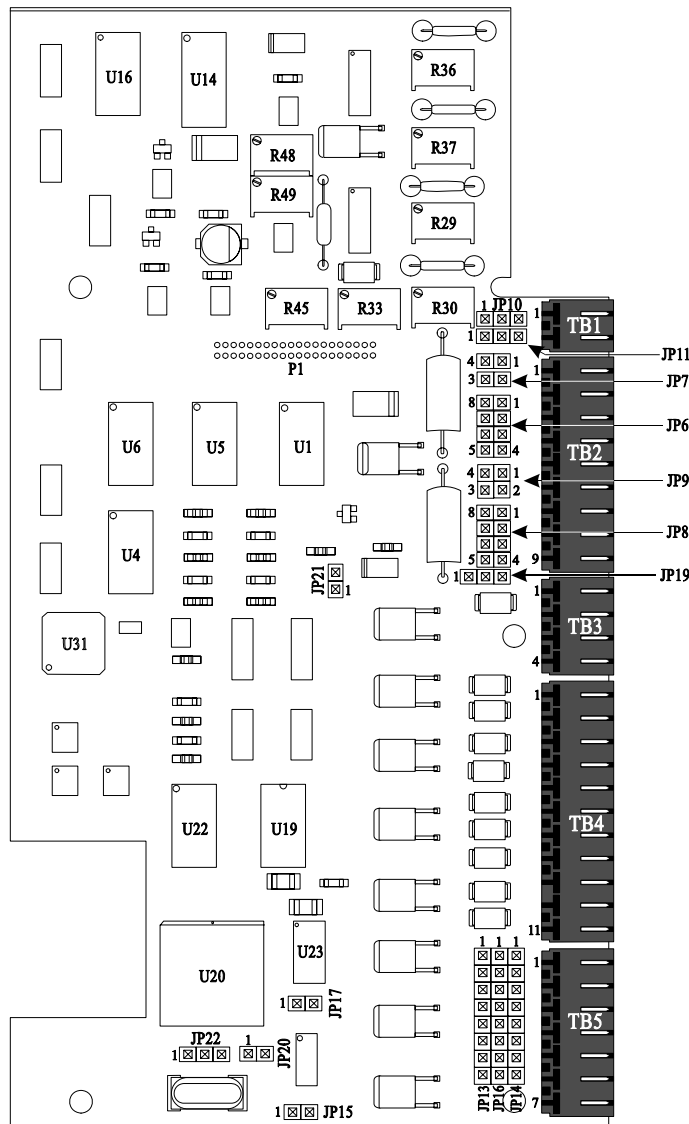 U16
U14
R36
R48
R37
R49
R29
R45
R33
R30
1
JP10
1
TB1
1
JP11
P1
4 1
1
3
JP7
8 1
U6
U5
U1
JP6
5 4
TB2
4 1
JP9
3 2
8 1
U4
JP8
5 4
9
JP21
1
1
JP19
1
U31
TB3
4
1
U22
U19
TB4
11
1 1 1
U20
U23
1
1
JP17
TB5
JP22
1
1
JP20
JP13
JP16
JP14
1
JP15
7